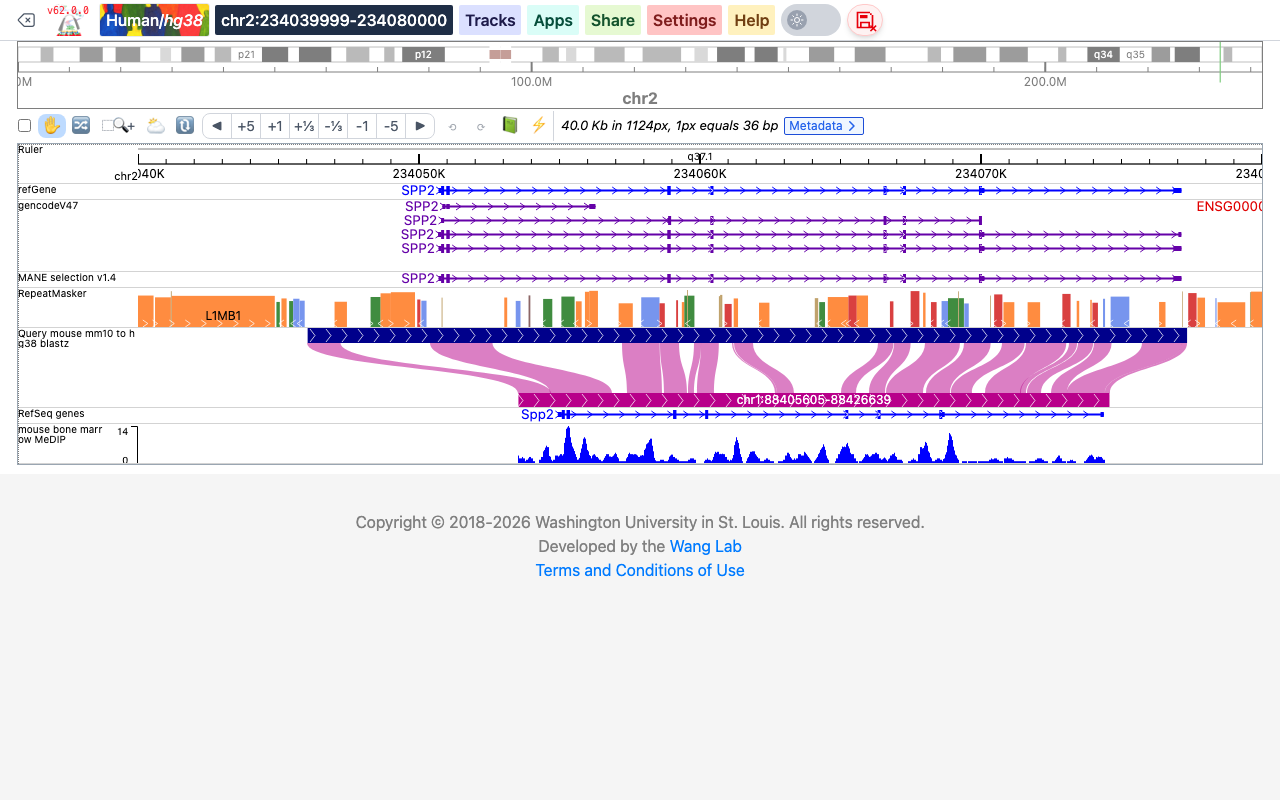 v62.0.0
Human/hg38 chr2:234039999-234080000 Tracks Apps Share Settings Help
p21 p12 q34 q35
0M 100.0M 200.0M
chr2
+5 +1 +⅓ -⅓ -1 -5 40.0 Kb in 1124px, 1px equals 36 bp Metadata
Ruler q37.1
chr2 040K 234050K 234060K 234070K 2340
refGene SPP2
gencodeV47 SPP2 ENSG0000
SPP2
SPP2
SPP2
MANE selection v1.4 SPP2
RepeatMasker
L1MB1
Query mouse mm10 to h
g38 blastz
chr1:88405605-88426639
RefSeq genes Spp2
mouse bone marr
ow MeDIP 14
0
Copyright © 2018-2026 Washington University in St. Louis. All rights reserved.
Developed by the Wang Lab
Terms and Conditions of Use